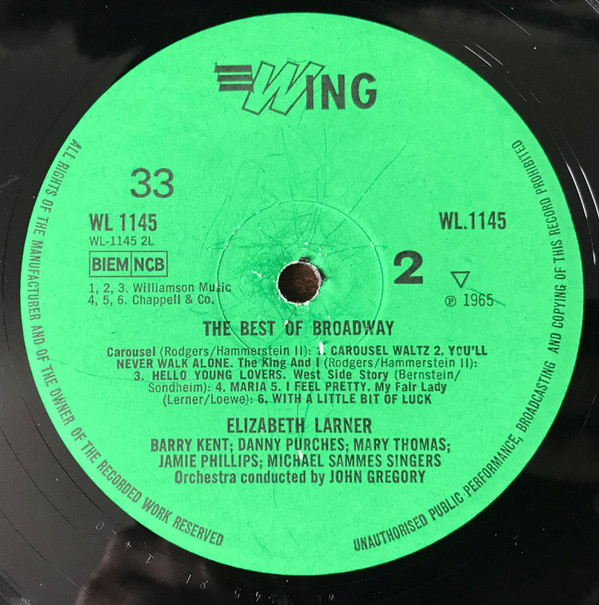 WING
33
WL 1145
WL-1145 2L
BIEM NCB
1, 2, 3. Williamson Music
4, 5, 6. Chappell & Co.
WL.1145
2
℗ 1965
THE BEST OF BROADWAY
Carousel (Rodgers/Hammerstein II): 1. CAROUSEL WALTZ 2. YOU'LL
NEVER WALK ALONE. The King And I (Rodgers/Hammerstein II):
3. HELLO YOUNG LOVERS. West Side Story (Bernstein/
Sondheim): 4. MARIA 5. I FEEL PRETTY. My Fair Lady
(Lerner/Loewe): 6. WITH A LITTLE BIT OF LUCK
ELIZABETH LARNER
BARRY KENT; DANNY PURCHES; MARY THOMAS;
JAMIE PHILLIPS; MICHAEL SAMMES SINGERS
Orchestra conducted by JOHN GREGORY
ALL RIGHTS OF THE MANUFACTURER AND OF THE OWNER OF THE RECORDED WORK RESERVED
UNAUTHORISED PUBLIC PERFORMANCE, BROADCASTING AND COPYING OF THIS RECORD PROHIBITED